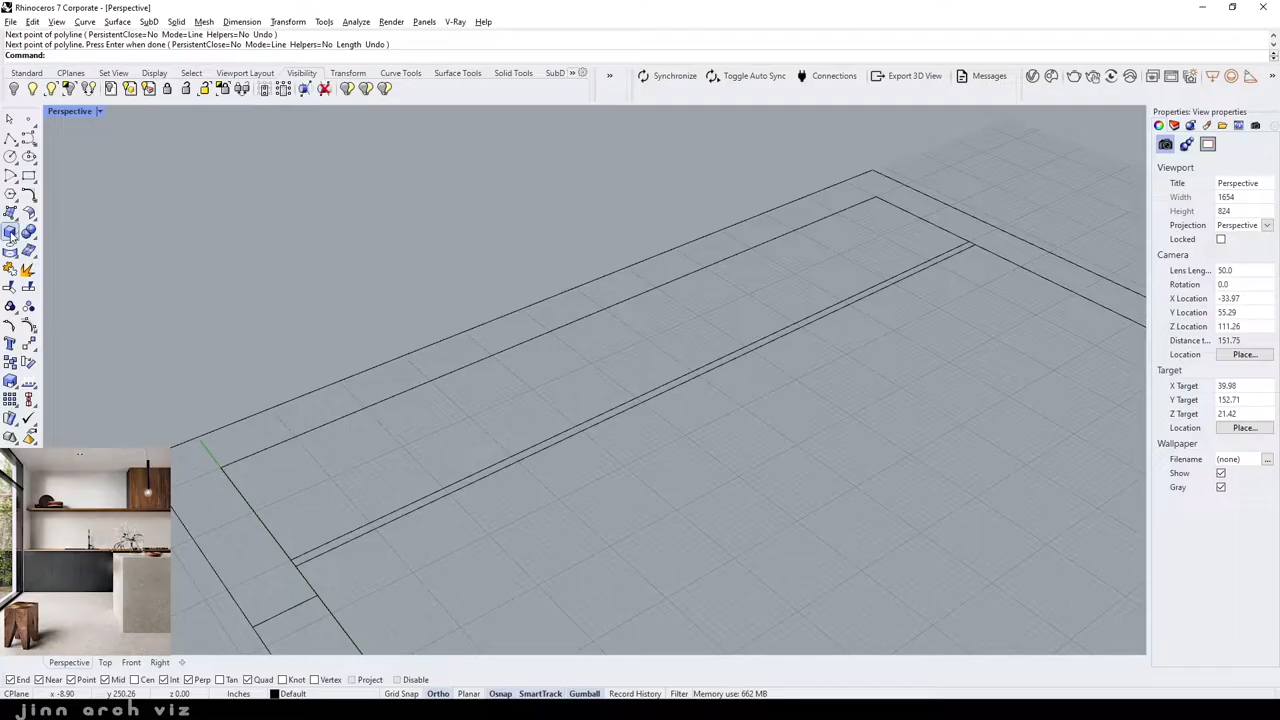 Rhinoceros 7 Corporate - [Perspective]
File Edit View Curve Surface SubD Solid Mesh Dimension Transform Tools Analyze Render Panels V-Ray Help
Next point of polyline ( PersistentClose=No Mode=Line Helpers=No Undo )
Next point of polyline. Press Enter when done ( PersistentClose=No Mode=Line Helpers=No Length Undo )
Command:
Standard CPlanes Set View Display Select Viewport Layout Visibility Transform Curve Tools Surface Tools Solid Tools SubD » » Synchronize Toggle Auto Sync Connections Export 3D View Messages »
Perspective
Properties: View properties
Viewport
Title Perspective
Width 1654
Height 824
Projection Perspective
Locked
Camera
Lens Leng... 50.0
Rotation 0.0
X Location -33.97
Y Location 55.29
Z Location 111.26
Distance t... 151.75
Location Place...
Target
X Target 39.98
Y Target 152.71
Z Target 21.42
Location Place...
Wallpaper
Filename (none) ...
Show
Gray
Perspective Top Front Right
End Near Point Mid Cen Int Perp Tan Quad Knot Vertex Project Disable
CPlane x -8.90 y 250.26 z 0.00 Inches Default Grid Snap Ortho Planar Osnap SmartTrack Gumball Record History Filter Memory use: 662 MB
jinn arch viz